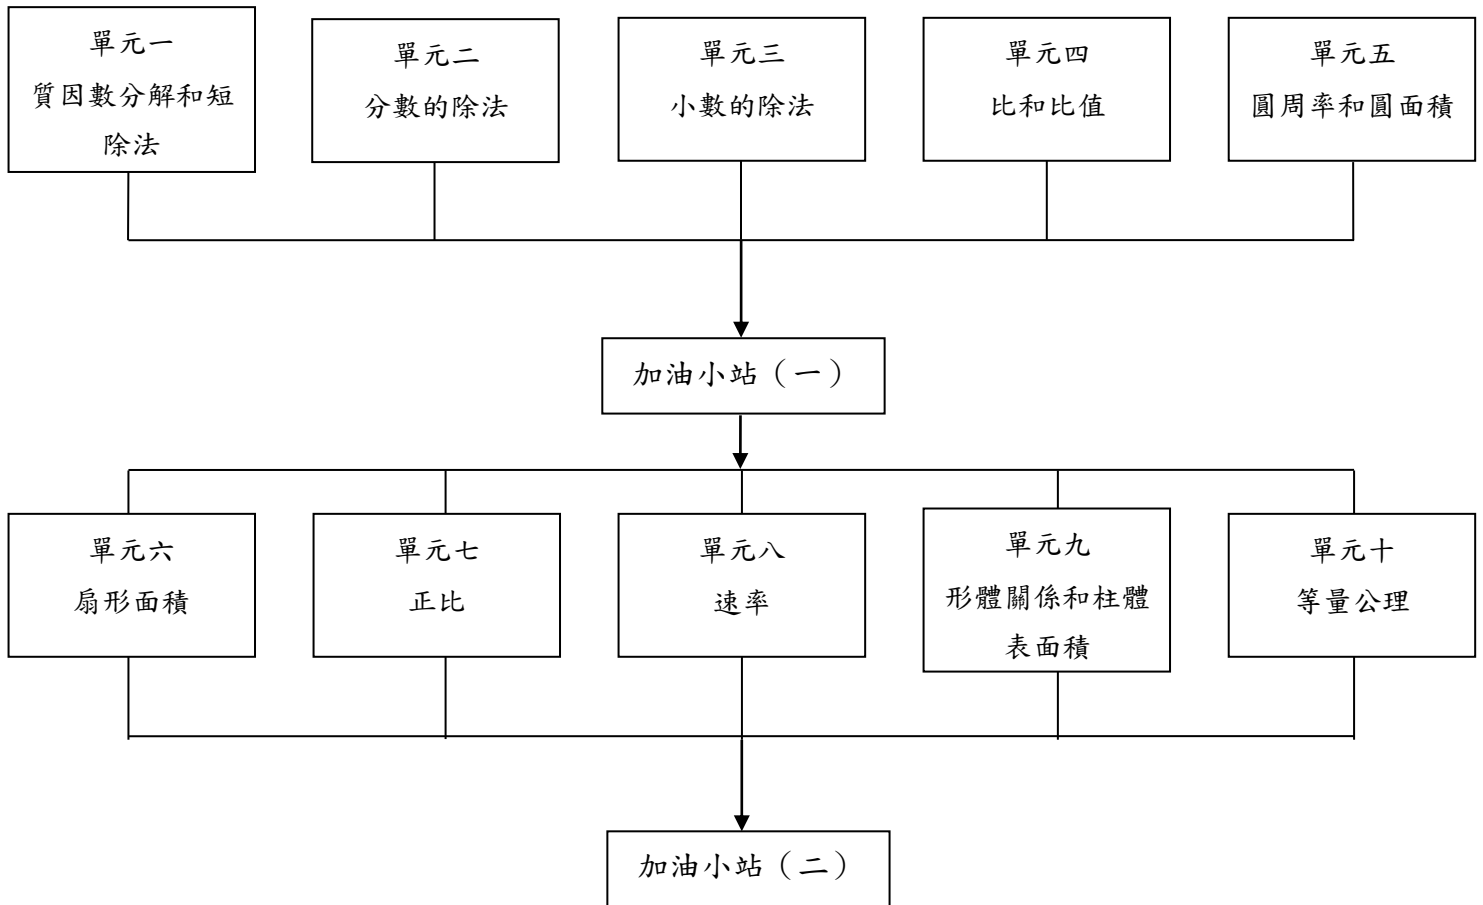 單元一
質因數分解和短
除法
單元二
分數的除法
單元三
小數的除法
單元四
比和比值
單元五
圓周率和圓面積
加油小站（一）
單元六
扇形面積
單元七
正比
單元八
速率
單元九
形體關係和柱體
表面積
單元十
等量公理
加油小站（二）